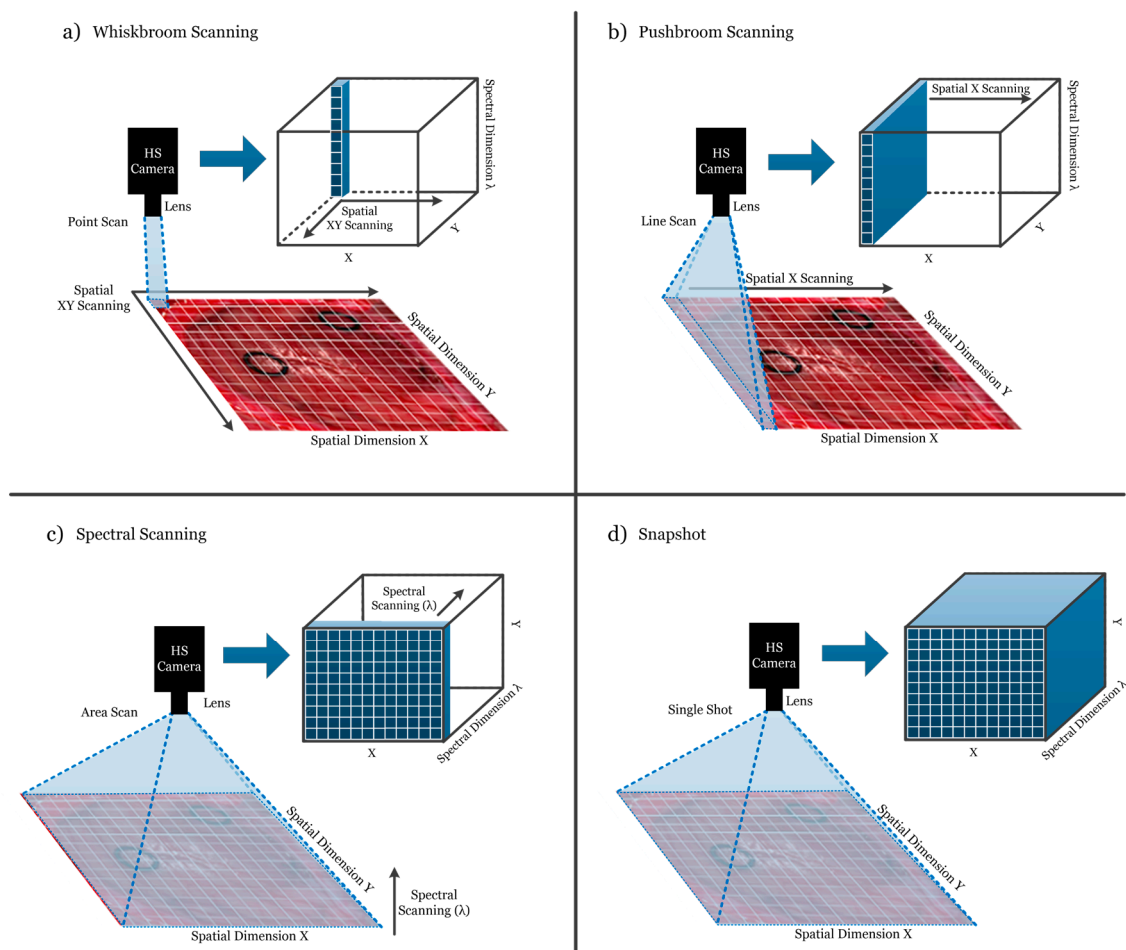 a) Whiskbroom Scanning
HS
Camera
Lens
Point Scan
Spatial
XY Scanning
Spectral Dimension λ
Y
X
Spatial
XY Scanning
Spatial Dimension Y
Spatial Dimension X
b) Pushbroom Scanning
HS
Camera
Lens
Line Scan
Spatial X Scanning
Spectral Dimension λ
Y
X
Spatial X Scanning
Spatial Dimension Y
Spatial Dimension X
c) Spectral Scanning
HS
Camera
Lens
Area Scan
Spectral
Scanning (λ)
Y
Spectral Dimension λ
X
Spatial Dimension Y
Spectral
Scanning (λ)
Spatial Dimension X
d) Snapshot
HS
Camera
Lens
Single Shot
Y
Spectral Dimension λ
X
Spatial Dimension Y
Spatial Dimension X